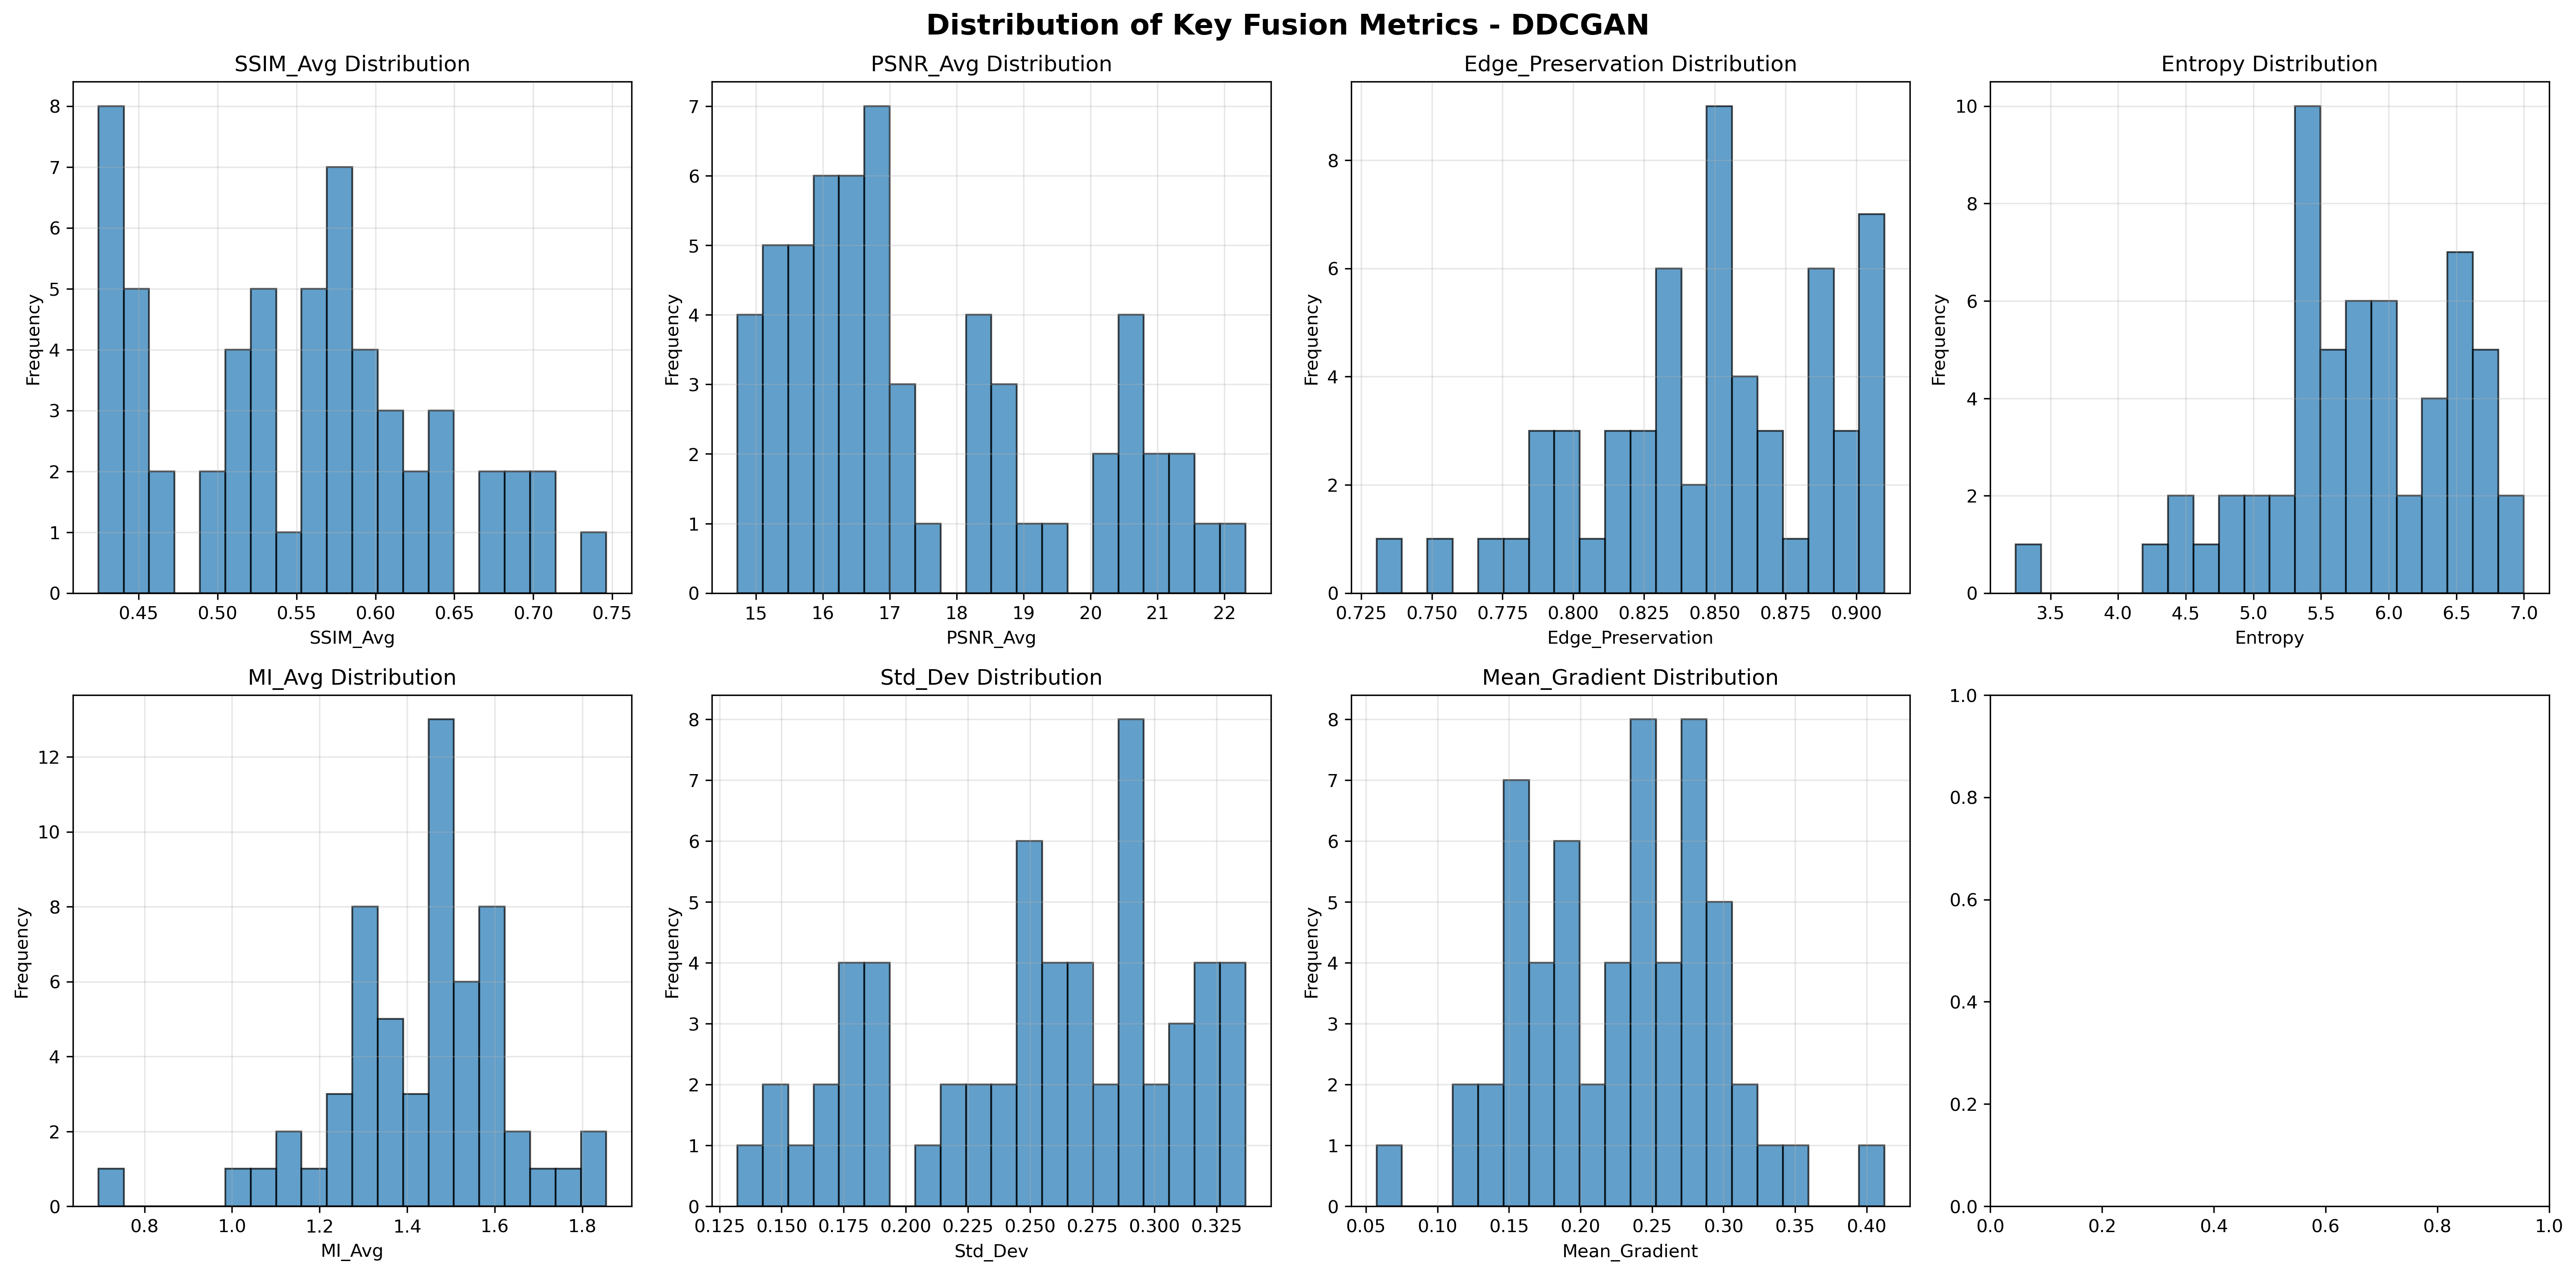 Distribution of Key Fusion Metrics - DDCGAN
SSIM_Avg Distribution
Frequency
8
7
6
5
4
3
2
1
0
0.45 0.50 0.55 0.60 0.65 0.70 0.75
SSIM_Avg
PSNR_Avg Distribution
Frequency
7
6
5
4
3
2
1
0
15 16 17 18 19 20 21 22
PSNR_Avg
Edge_Preservation Distribution
Frequency
8
6
4
2
0
0.725 0.750 0.775 0.800 0.825 0.850 0.875 0.900
Edge_Preservation
Entropy Distribution
Frequency
10
8
6
4
2
0
3.5 4.0 4.5 5.0 5.5 6.0 6.5 7.0
Entropy
MI_Avg Distribution
Frequency
12
10
8
6
4
2
0
0.8 1.0 1.2 1.4 1.6 1.8
MI_Avg
Std_Dev Distribution
Frequency
8
7
6
5
4
3
2
1
0
0.125 0.150 0.175 0.200 0.225 0.250 0.275 0.300 0.325
Std_Dev
Mean_Gradient Distribution
Frequency
8
7
6
5
4
3
2
1
0
0.05 0.10 0.15 0.20 0.25 0.30 0.35 0.40
Mean_Gradient
1.0
0.8
0.6
0.4
0.2
0.0
0.0 0.2 0.4 0.6 0.8 1.0